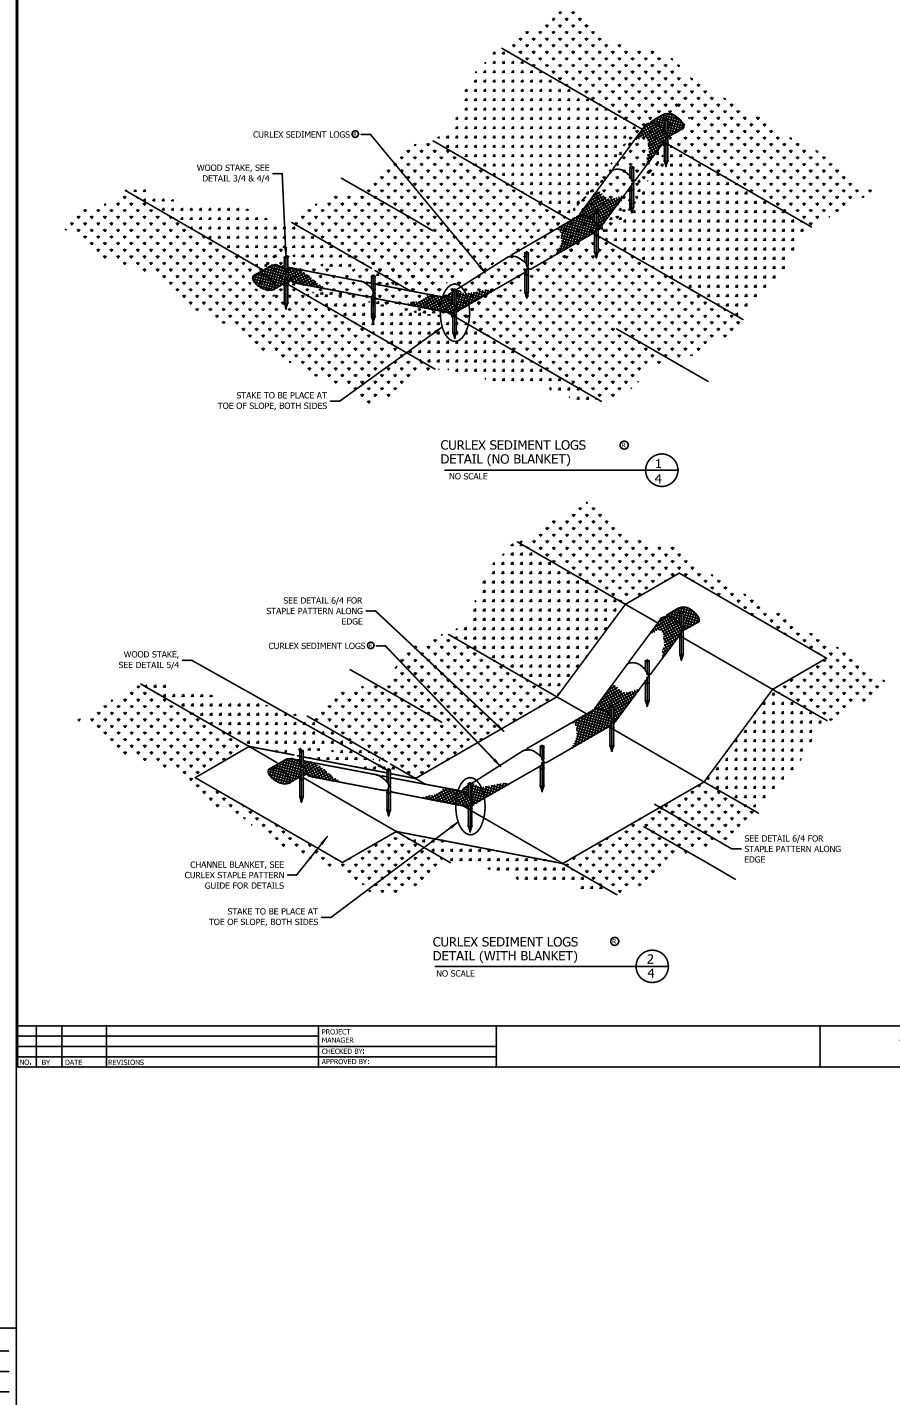 CURLEX SEDIMENT LOGS®
WOOD STAKE, SEE
DETAIL 3/4 & 4/4
STAKE TO BE PLACE AT
TOE OF SLOPE, BOTH SIDES
CURLEX SEDIMENT LOGS ®
DETAIL (NO BLANKET)
NO SCALE
1
4
SEE DETAIL 6/4 FOR
STAPLE PATTERN ALONG
EDGE
CURLEX SEDIMENT LOGS®
WOOD STAKE,
SEE DETAIL 5/4
SEE DETAIL 6/4 FOR
STAPLE PATTERN ALONG
EDGE
CHANNEL BLANKET, SEE
CURLEX STAPLE PATTERN
GUIDE FOR DETAILS
STAKE TO BE PLACE AT
TOE OF SLOPE, BOTH SIDES
CURLEX SEDIMENT LOGS ®
DETAIL (WITH BLANKET)
NO SCALE
2
4
PROJECT
MANAGER
CHECKED BY:
NO. BY DATE REVISIONS APPROVED BY: